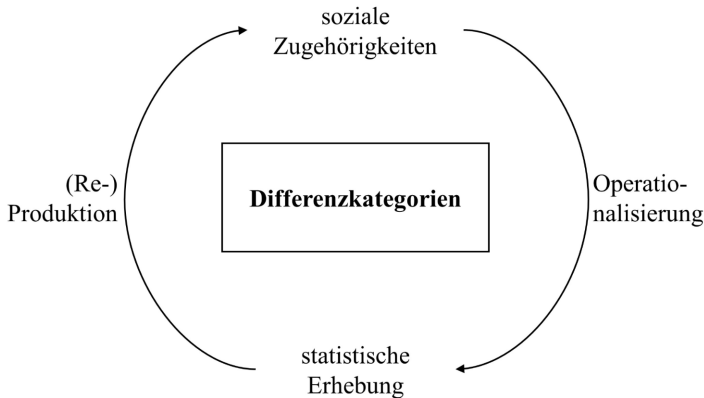 soziale
Zugehörigkeiten
(Re-)
Produktion
Differenzkategorien
Operatio-
nalisierung
statistische
Erhebung